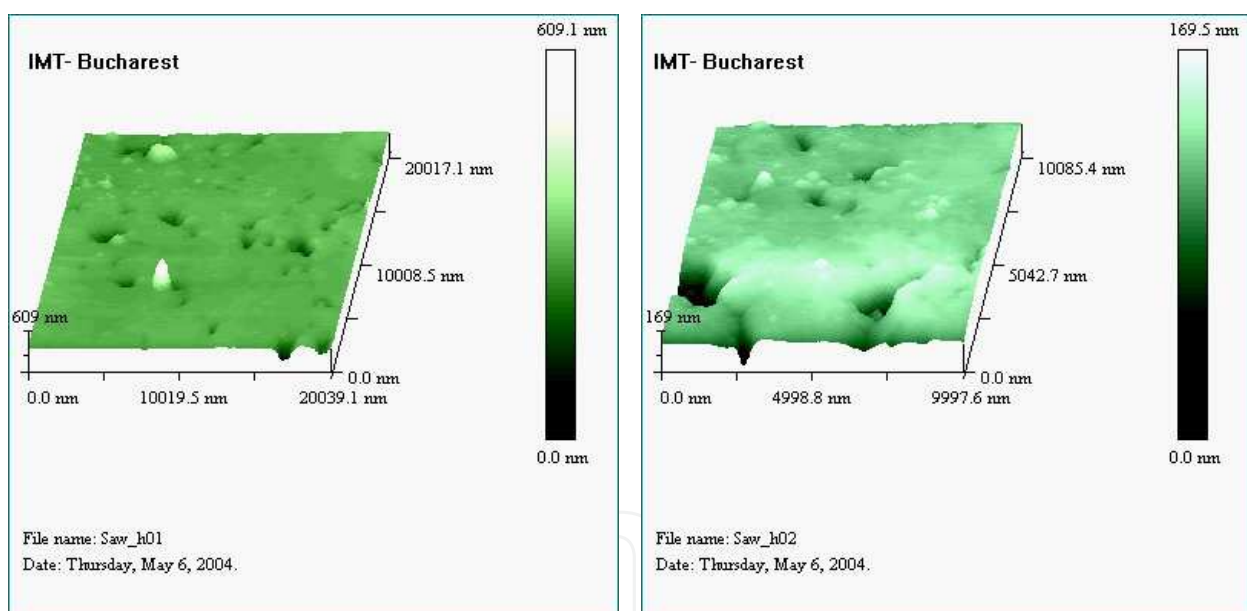 609.1 nm
IMT- Bucharest
20017.1 nm
10008.5 nm
609 nm
0.0 nm
0.0 nm
10019.5 nm
20039.1 nm
0.0 nm
File name: Saw_h01
Date: Thursday, May 6, 2004.
169.5 nm
IMT- Bucharest
10085.4 nm
5042.7 nm
169 nm
0.0 nm
0.0 nm
4998.8 nm
9997.6 nm
0.0 nm
File name: Saw_h02
Date: Thursday, May 6, 2004.